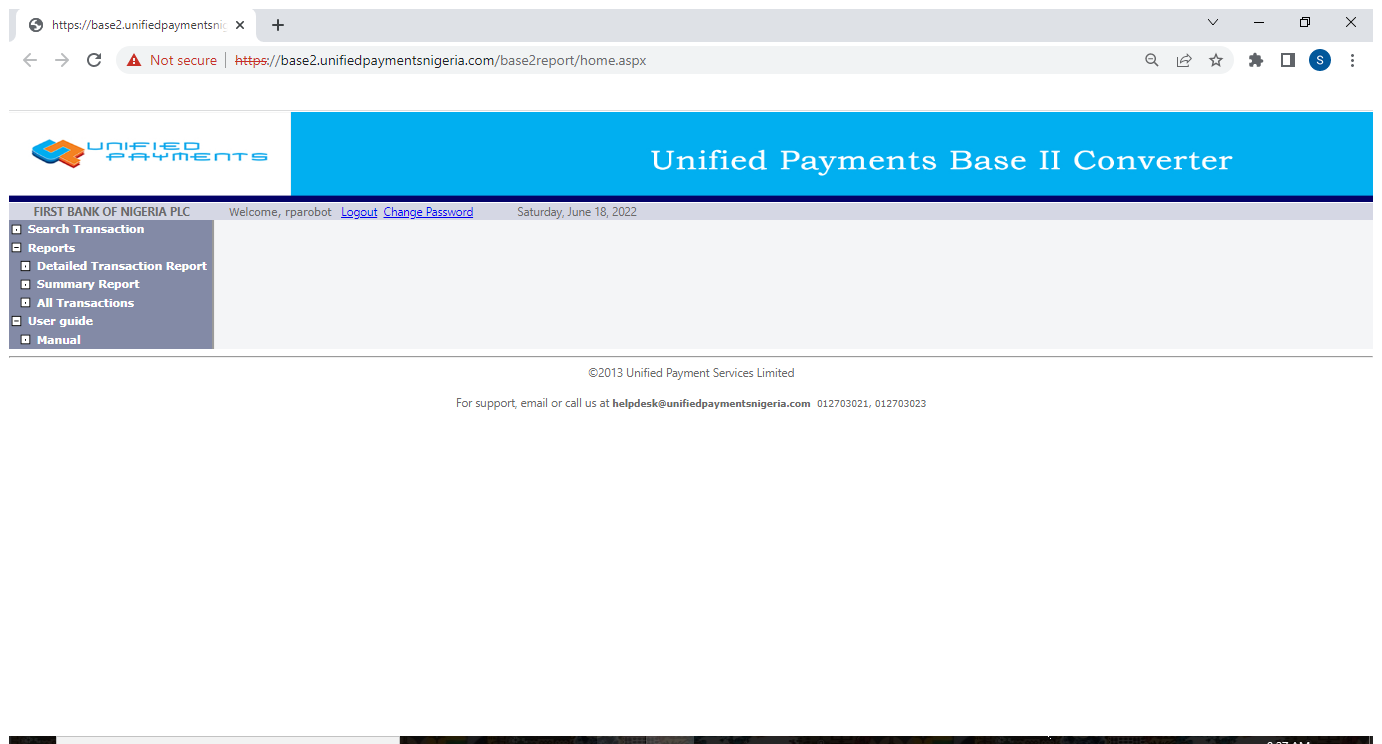 https://base2.unifiedpaymentsnig
Not secure https://base2.unifiedpaymentsnigeria.com/base2report/home.aspx
S
UNIFIED
PAYMENTS
Unified Payments Base II Converter
FIRST BANK OF NIGERIA PLC Welcome, rparobot Logout Change Password Saturday, June 18, 2022
Search Transaction
Reports
Detailed Transaction Report
Summary Report
All Transactions
User guide
Manual
©2013 Unified Payment Services Limited
For support, email or call us at helpdesk@unifiedpaymentsnigeria.com 012703021, 012703023